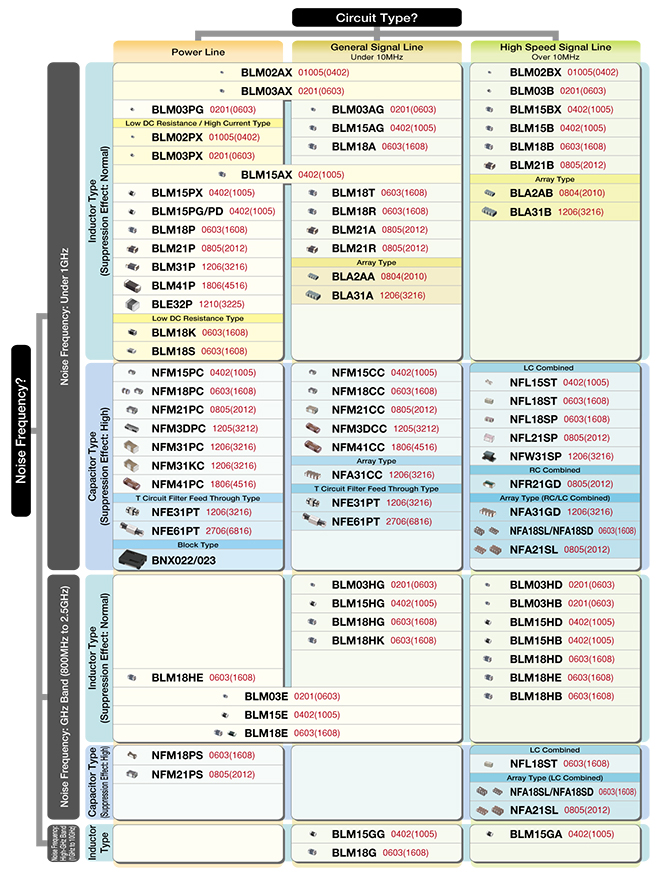 Circuit Type?
Power Line
General Signal Line
Under 10MHz
High Speed Signal Line
Over 10MHz
Noise Frequency?
Noise Frequency: Under 1GHz
Inductor Type
(Suppression Effect: Normal)
BLM02AX 01005(0402)
BLM03AX 0201(0603)
BLM03PG 0201(0603)
Low DC Resistance / High Current Type
BLM02PX 01005(0402)
BLM03PX 0201(0603)
BLM15AX 0402(1005)
BLM15PX 0402(1005)
BLM15PG/PD 0402(1005)
BLM18P 0603(1608)
BLM21P 0805(2012)
BLM31P 1206(3216)
BLM41P 1806(4516)
BLE32P 1210(3225)
Low DC Resistance Type
BLM18K 0603(1608)
BLM18S 0603(1608)
BLM03AG 0201(0603)
BLM15AG 0402(1005)
BLM18A 0603(1608)
BLM18T 0603(1608)
BLM18R 0603(1608)
BLM21A 0805(2012)
BLM21R 0805(2012)
Array Type
BLA2AA 0804(2010)
BLA31A 1206(3216)
BLM02BX 01005(0402)
BLM03B 0201(0603)
BLM15BX 0402(1005)
BLM15B 0402(1005)
BLM18B 0603(1608)
BLM21B 0805(2012)
Array Type
BLA2AB 0804(2010)
BLA31B 1206(3216)
Capacitor Type
(Suppression Effect: High)
NFM15PC 0402(1005)
NFM18PC 0603(1608)
NFM21PC 0805(2012)
NFM3DPC 1205(3212)
NFM31PC 1206(3216)
NFM31KC 1206(3216)
NFM41PC 1806(4516)
T Circuit Filter Feed Through Type
NFE31PT 1206(3216)
NFE61PT 2706(6816)
Block Type
BNX022/023
NFM15CC 0402(1005)
NFM18CC 0603(1608)
NFM21CC 0805(2012)
NFM3DCC 1205(3212)
NFM41CC 1806(4516)
Array Type
NFA31CC 1206(3216)
T Circuit Filter Feed Through Type
NFE31PT 1206(3216)
NFE61PT 2706(6816)
LC Combined
NFL15ST 0402(1005)
NFL18ST 0603(1608)
NFL18SP 0603(1608)
NFL21SP 0805(2012)
NFW31SP 1206(3216)
RC Combined
NFR21GD 0805(2012)
Array Type (RC/LC Combined)
NFA31GD 1206(3216)
NFA18SL/NFA18SD 0603(1608)
NFA21SL 0805(2012)
Noise Frequency: GHz Band (800MHz to 2.5GHz)
Inductor Type
(Suppression Effect: Normal)
BLM18HE 0603(1608)
BLM03E 0201(0603)
BLM15E 0402(1005)
BLM18E 0603(1608)
BLM03HG 0201(0603)
BLM15HG 0402(1005)
BLM18HG 0603(1608)
BLM18HK 0603(1608)
BLM03HD 0201(0603)
BLM03HB 0201(0603)
BLM15HD 0402(1005)
BLM15HB 0402(1005)
BLM18HD 0603(1608)
BLM18HE 0603(1608)
BLM18HB 0603(1608)
Capacitor Type
(Suppression Effect: High)
NFM18PS 0603(1608)
NFM21PS 0805(2012)
LC Combined
NFL18ST 0603(1608)
Array Type (LC Combined)
NFA18SL/NFA18SD 0603(1608)
NFA21SL 0805(2012)
Noise Frequency:
High-GHz Band
(1GHz to 10GHz)
Inductor
Type
BLM15GG 0402(1005)
BLM18G 0603(1608)
BLM15GA 0402(1005)